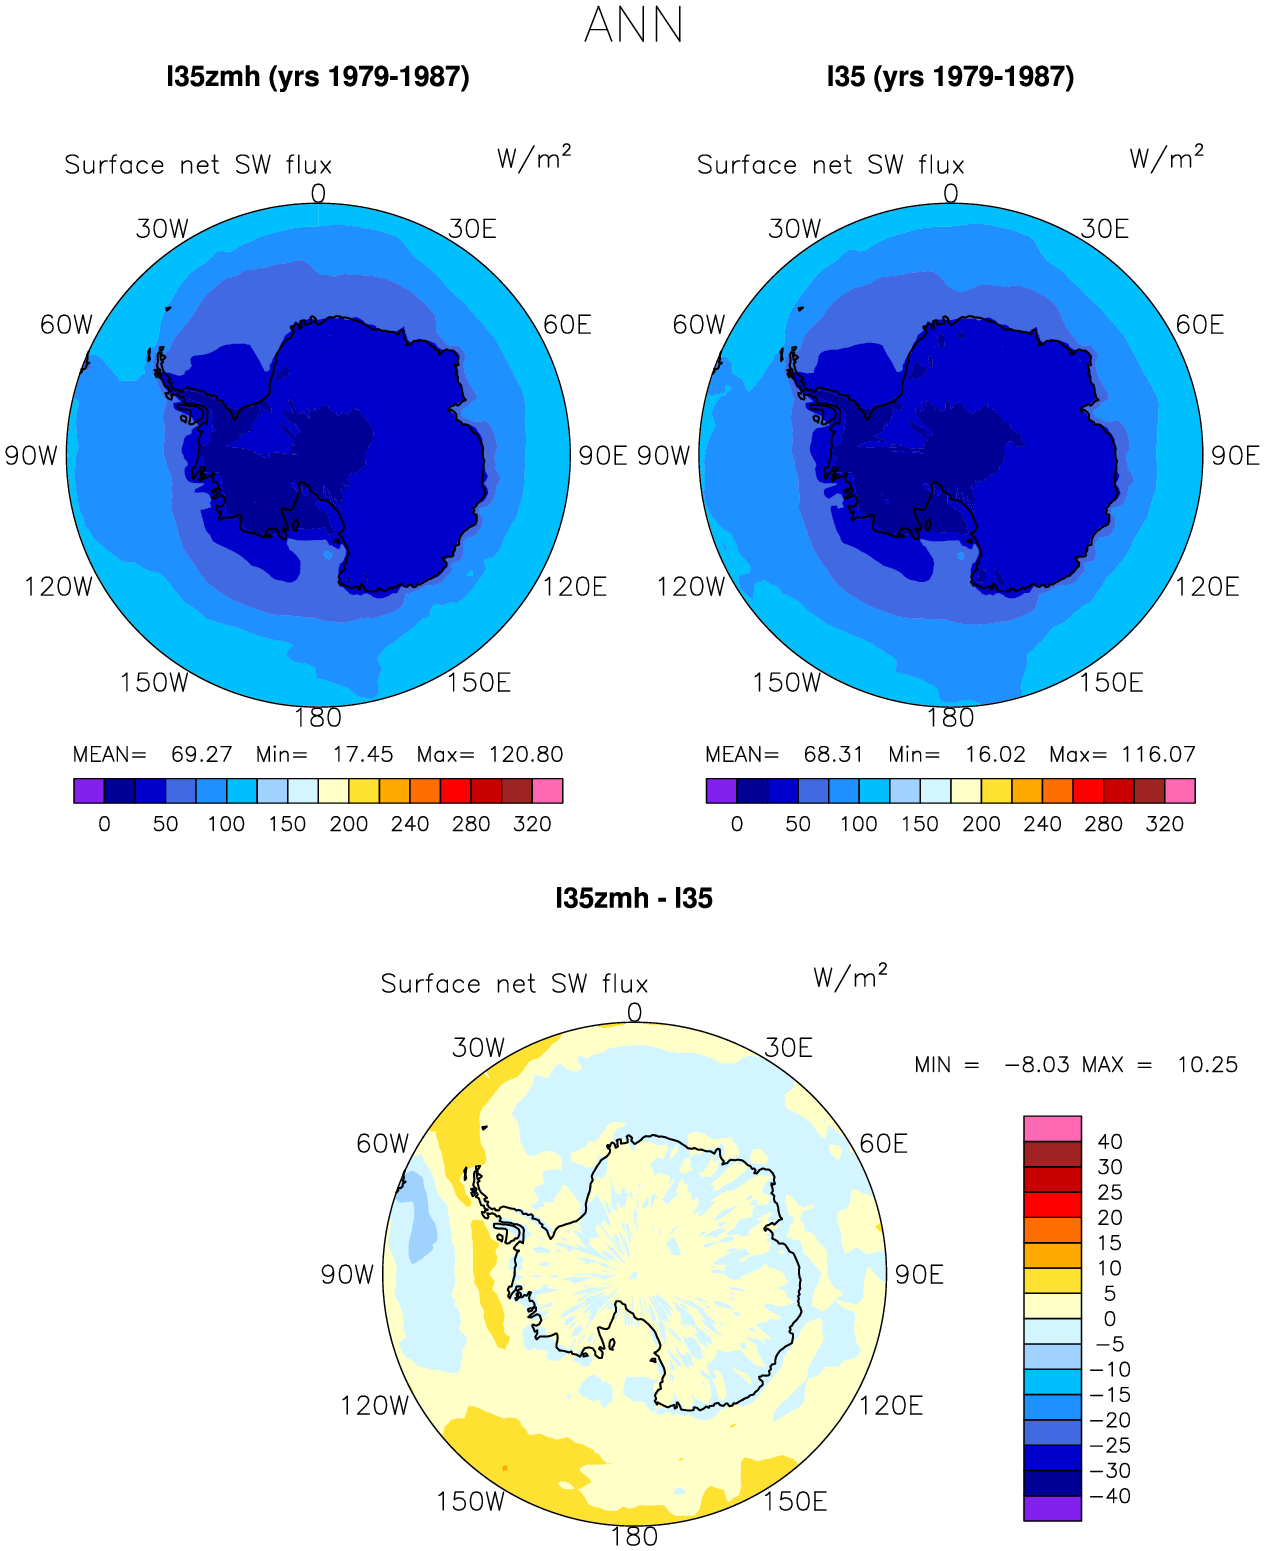 ANN
I35zmh (yrs 1979-1987)
I35 (yrs 1979-1987)
Surface net SW flux W/m²
Surface net SW flux W/m²
0
30W 30E
60W 60E
90W 90E
120W 120E
150W 150E
180
0
30W 30E
60W 60E
90W 90E
120W 120E
150W 150E
180
MEAN= 69.27 Min= 17.45 Max= 120.80
0 50 100 150 200 240 280 320
MEAN= 68.31 Min= 16.02 Max= 116.07
0 50 100 150 200 240 280 320
I35zmh - I35
Surface net SW flux W/m²
0
30W 30E
60W 60E
90W 90E
120W 120E
150W 150E
180
MIN = -8.03 MAX = 10.25
40
30
25
20
15
10
5
0
-5
-10
-15
-20
-25
-30
-40